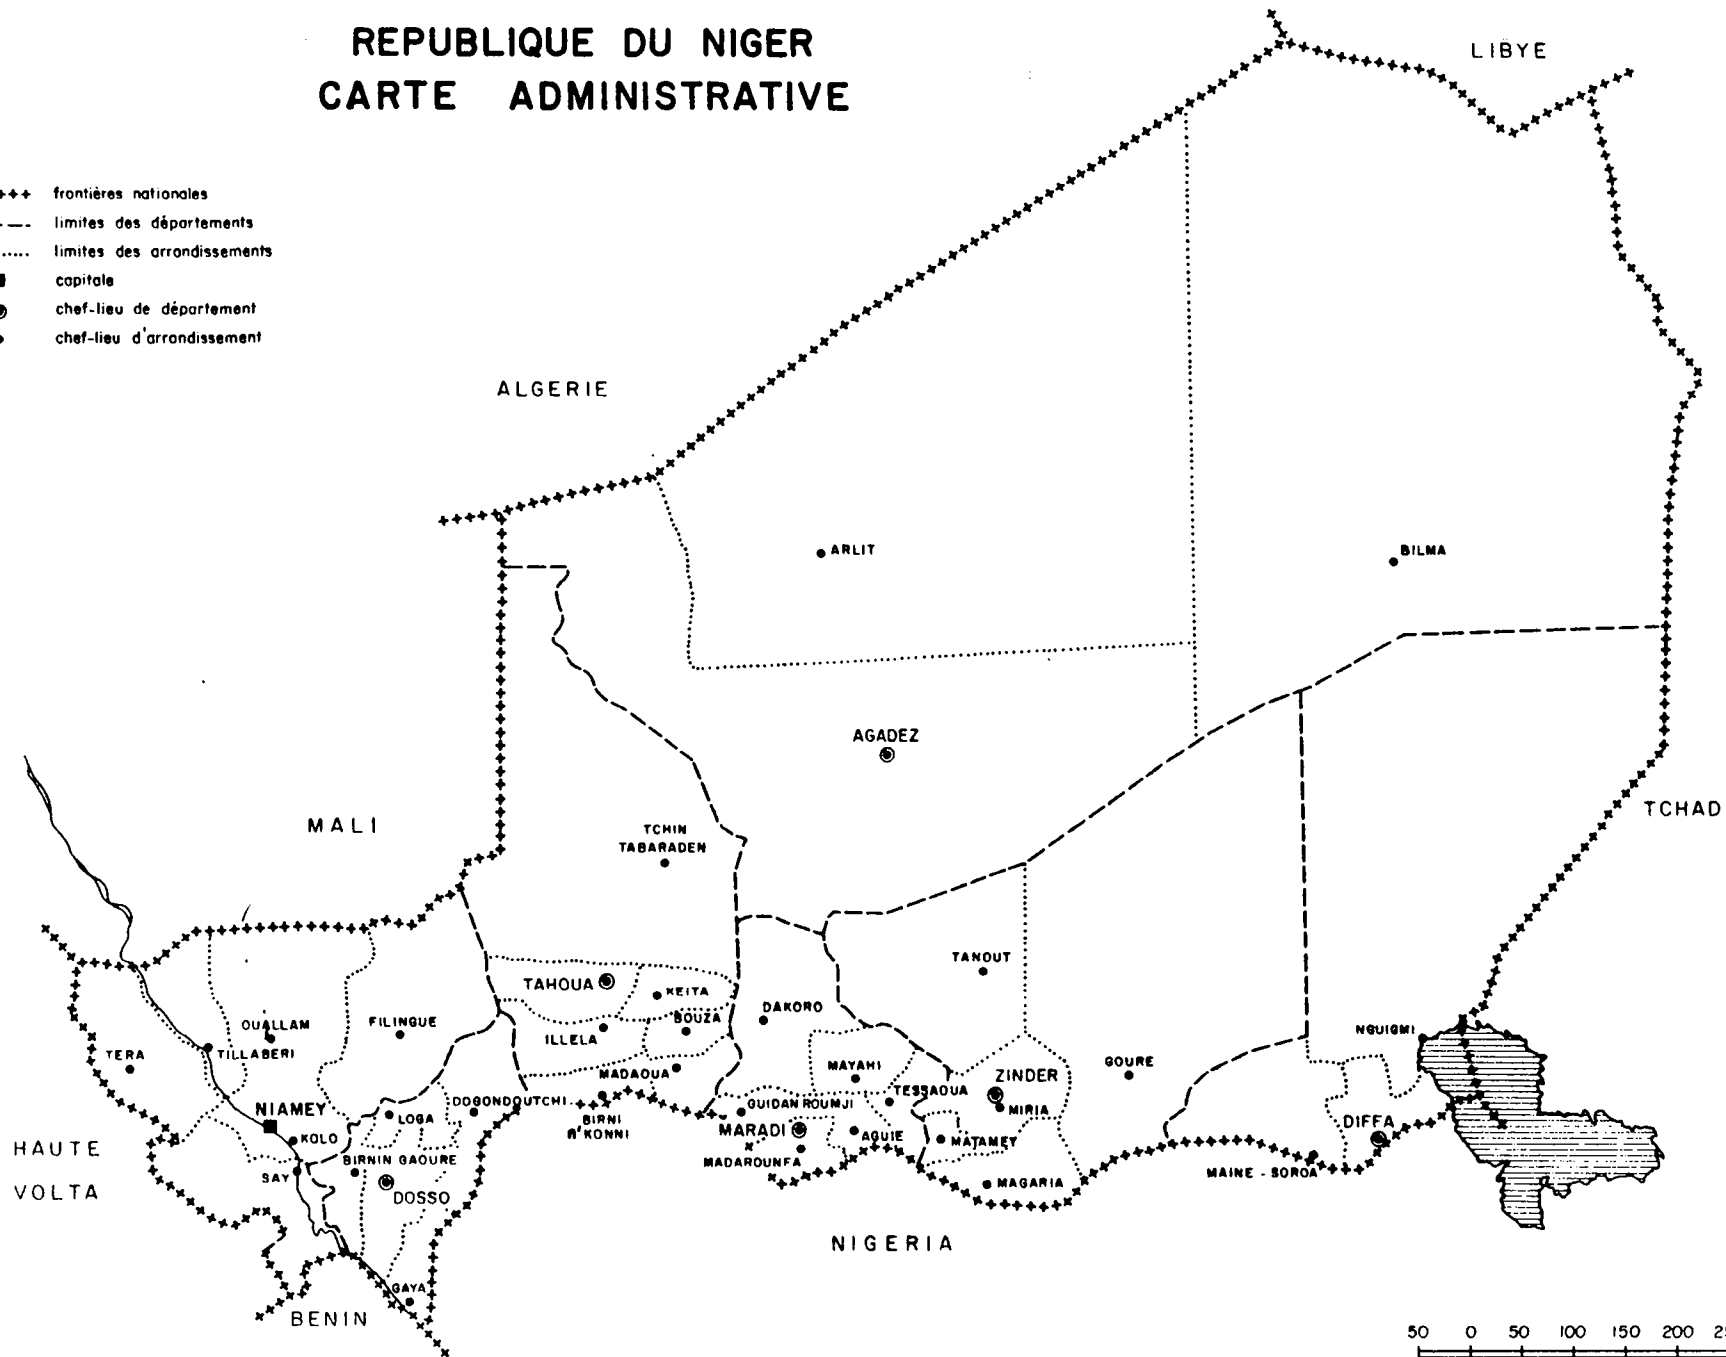 REPUBLIQUE DU NIGER
CARTE ADMINISTRATIVE
LIBYE
frontières nationales
limites des départements
limites des arrondissements
capitale
chef-lieu de département
chef-lieu d'arrondissement
ALGERIE
ARLIT
BILMA
AGADEZ
TCHAD
MALI
TCHIN
TABARADEN
TANOUT
TAHOUA
KEITA
DAKORO
BOUZA
OUALLAM
FILINGUE
ILLELA
NGUIGMI
TERA
TILLABERI
MADAOUA
MAYAHI
GOURE
ZINDER
TESSAOUA
NIAMEY
LOGA
DOGONDOUTCHI
BIRNI
N'KONNI
GUIDAN ROUMJI
MIRIA
MARADI
DIFFA
KOLO
AGUIE
MATAMEY
HAUTE
VOLTA
BIRNIN GAOURE
MADAROUNFA
SAY
DOSSO
MAGARIA
MAINE - SOROA
NIGERIA
GAYA
BENIN
50 0 50 100 150 200